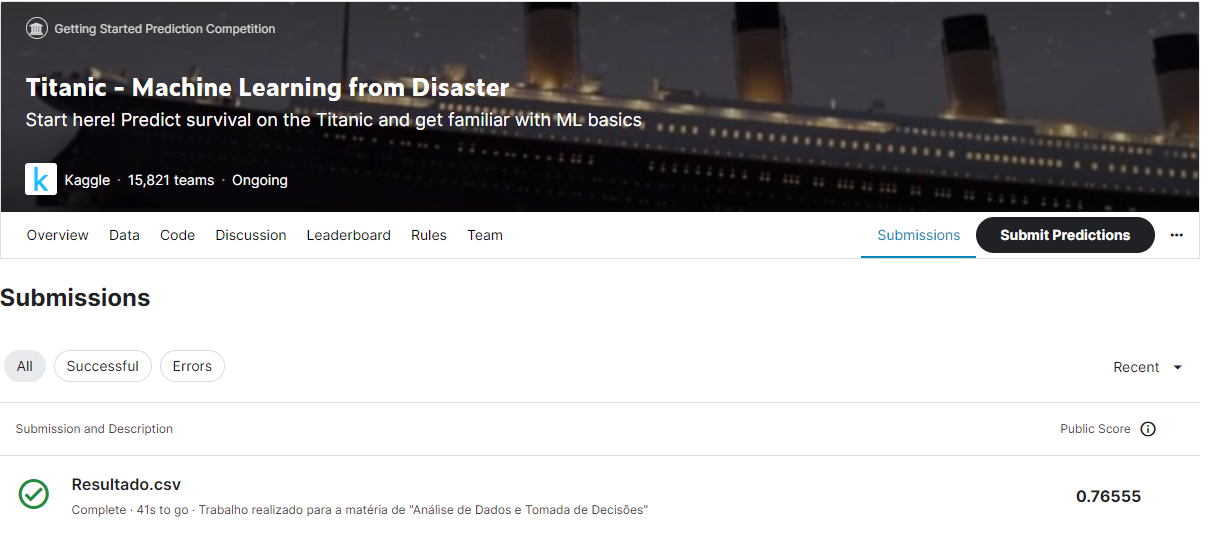 Getting Started Prediction Competition
Titanic - Machine Learning from Disaster
Start here! Predict survival on the Titanic and get familiar with ML basics
k Kaggle · 15,821 teams · Ongoing
Overview Data Code Discussion Leaderboard Rules Team Submissions Submit Predictions ···
Submissions
All Successful Errors Recent
Submission and Description Public Score
Resultado.csv
0.76555
Complete · 41s to go · Trabalho realizado para a matéria de "Análise de Dados e Tomada de Decisões"